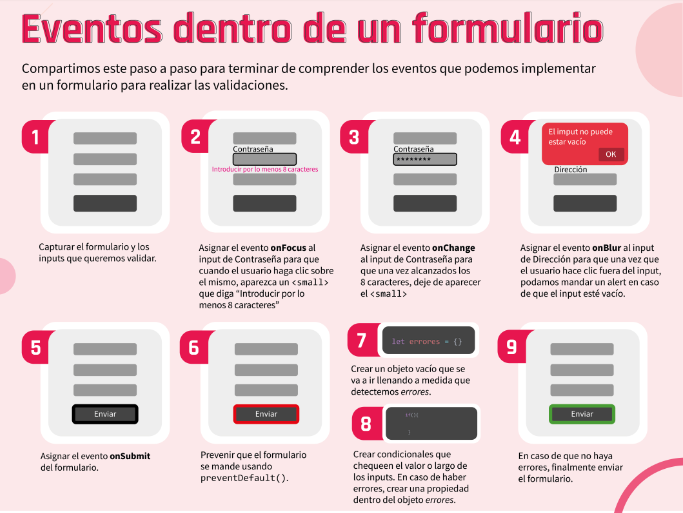 Eventos dentro de un formulario
Compartimos este paso a paso para terminar de comprender los eventos que podemos implementar
en un formulario para realizar las validaciones.
1
Capturar el formulario y los
inputs que queremos validar.
2
Contraseña
Introducir por lo menos 8 caracteres
Asignar el evento onFocus al
input de Contraseña para que
cuando el usuario haga clic sobre
el mismo, aparezca un <small>
que diga “Introducir por lo
menos 8 caracteres”
3
Contraseña
********
Asignar el evento onChange
al input de Contraseña para
que una vez alcanzados los
8 caracteres, deje de aparecer
el <small>
4
El imput no puede
estar vacío
OK
Dirección
Asignar el evento onBlur al input
de Dirección para que una vez que
el usuario hace clic fuera del input,
podamos mandar un alert en caso
de que el input esté vacío.
5
Enviar
Asignar el evento onSubmit
del formulario.
6
Enviar
Prevenir que el formulario
se mande usando
preventDefault().
7
let errores = {}
Crear un objeto vacío que se
va a ir llenando a medida que
detectemos errores.
8
}
Crear condicionales que
chequeen el valor o largo de
los inputs. En caso de haber
errores, crear una propiedad
dentro del objeto errores.
9
Enviar
En caso de que no haya
errores, finalmente enviar
el formulario.